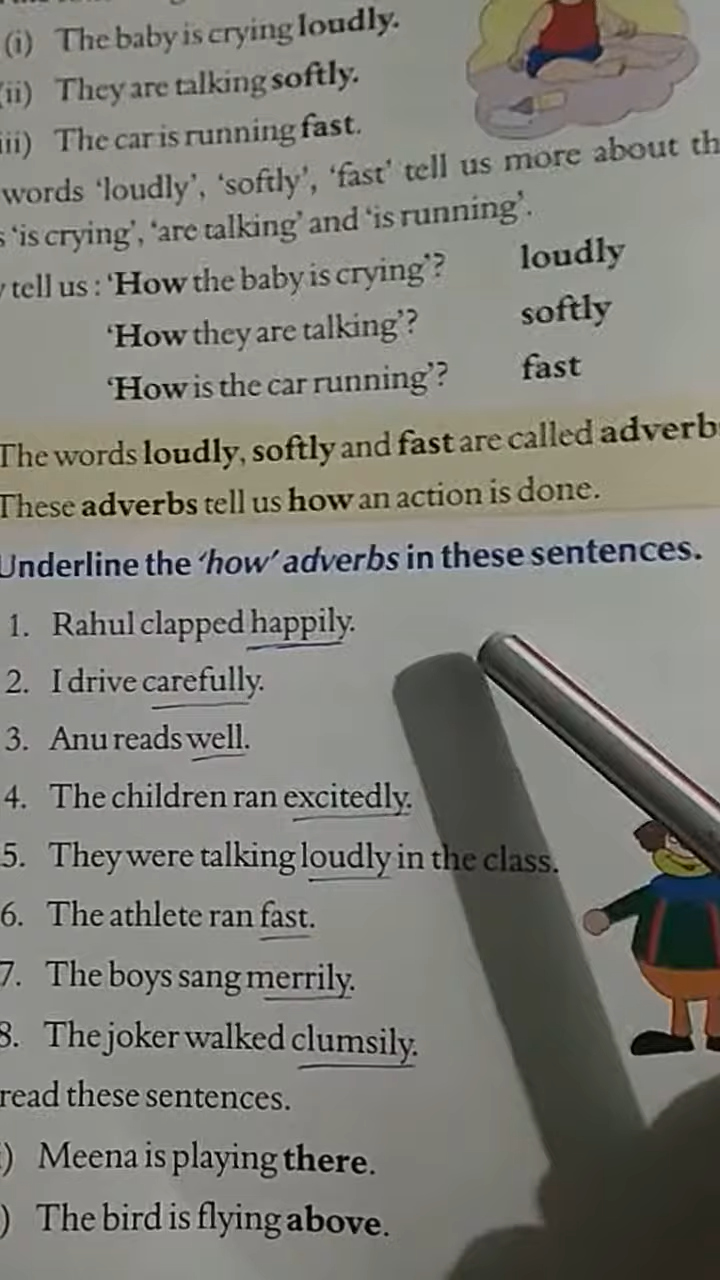 (i) The baby is crying loudly.
(ii) They are talking softly.
iii) The car is running fast.
words ‘loudly’, ‘softly’, ‘fast’ tell us more about th
s ‘is crying’, ‘are talking’ and ‘is running’.
y tell us : ‘How the baby is crying’? loudly
‘How they are talking’? softly
‘How is the car running’? fast
The words loudly, softly and fast are called adverb
These adverbs tell us how an action is done.
Underline the ‘how’ adverbs in these sentences.
1. Rahul clapped happily.
2. I drive carefully.
3. Anu reads well.
4. The children ran excitedly.
5. They were talking loudly in the class.
6. The athlete ran fast.
7. The boys sang merrily.
8. The joker walked clumsily.
read these sentences.
) Meena is playing there.
) The bird is flying above.